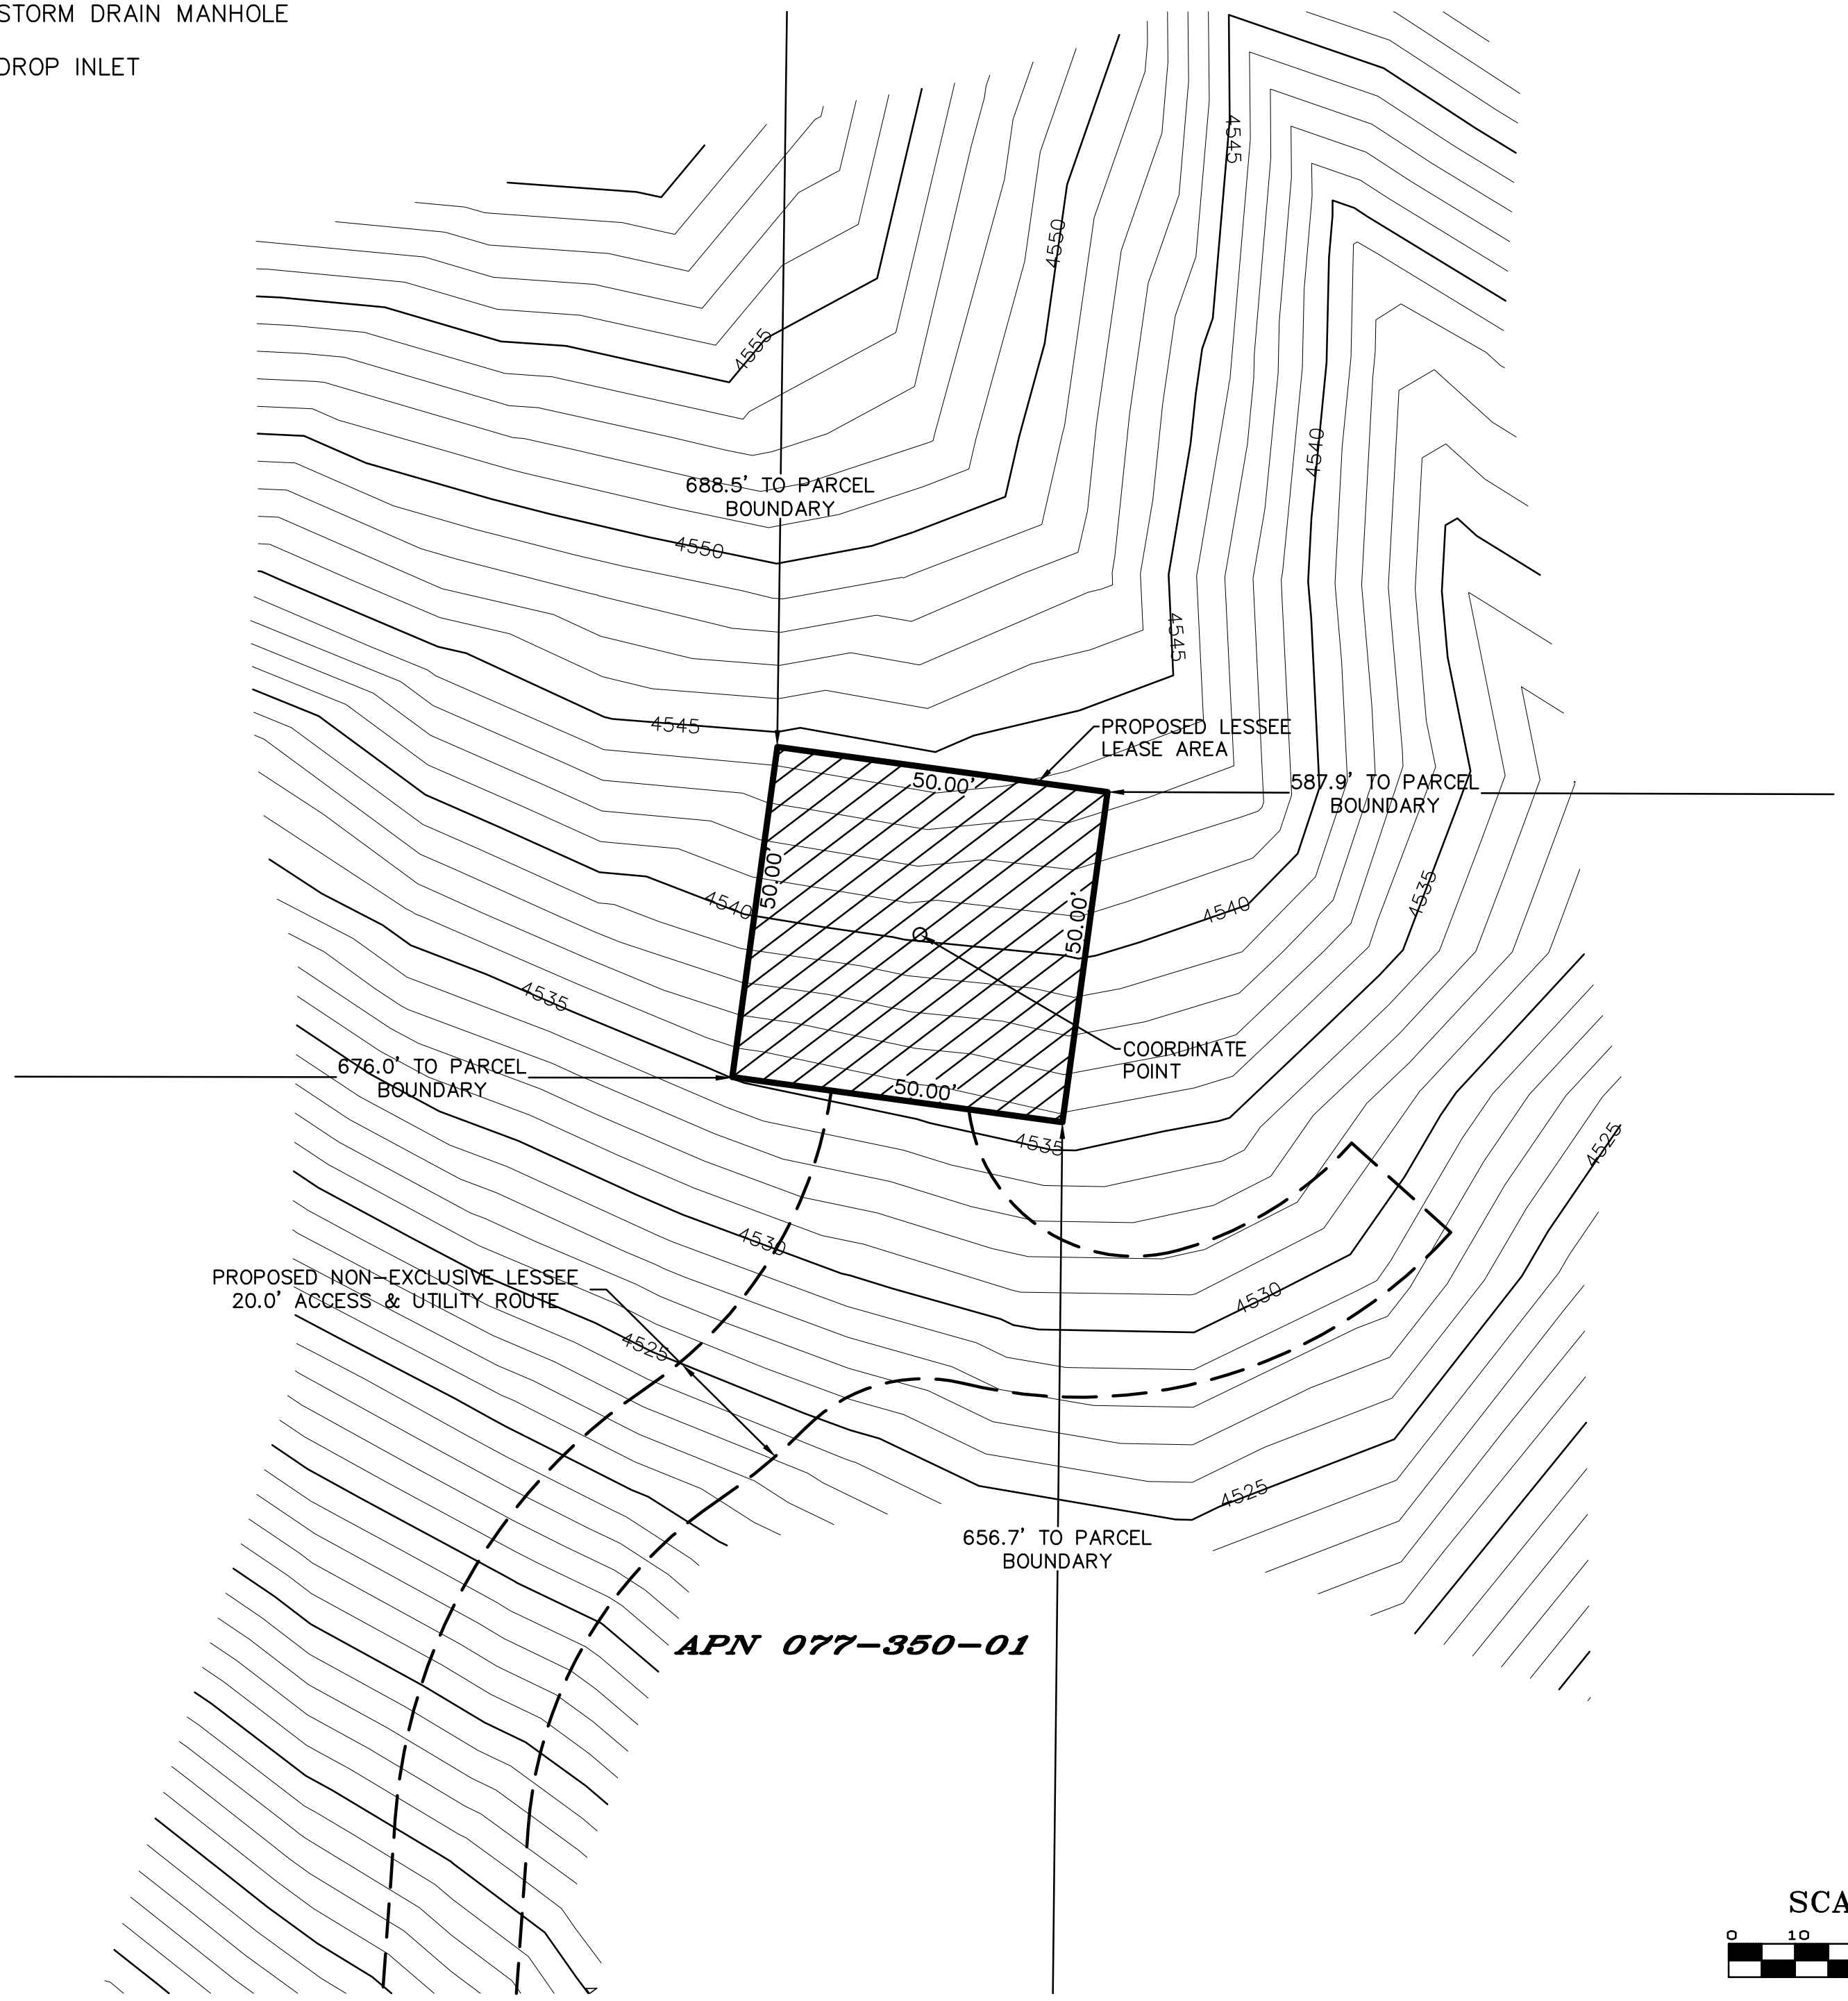 STORM DRAIN MANHOLE
DROP INLET
4545
4550
4555
4540
688.5' TO PARCEL
BOUNDARY
4550
4545
4545
PROPOSED LESSEE
LEASE AREA
50.00'
587.9' TO PARCEL
BOUNDARY
50.00'
4540
50.00'
4540
4535
4535
COORDINATE
POINT
676.0' TO PARCEL
BOUNDARY
50.00'
4535
4525
4530
PROPOSED NON-EXCLUSIVE LESSEE
20.0' ACCESS & UTILITY ROUTE
4530
4525
4525
656.7' TO PARCEL
BOUNDARY
APN 077-350-01
SCA
0 10